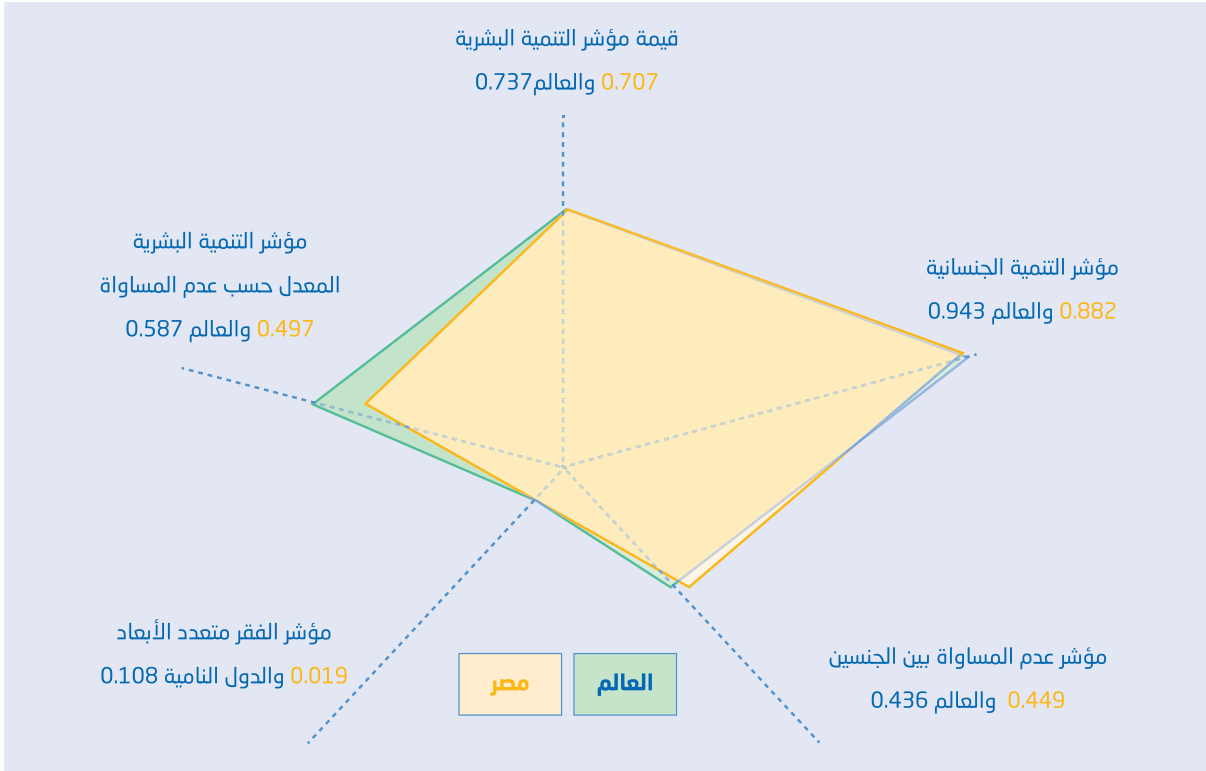 قيمة مؤشر التنمية البشرية
0.707 والعالم0.737
مؤشر التنمية الجنسانية
0.882 والعالم 0.943
مؤشر التنمية البشرية
المعدل حسب عدم المساواة
0.497 والعالم 0.587
مؤشر عدم المساواة بين الجنسين
0.449 والعالم 0.436
مؤشر الفقر متعدد الأبعاد
0.019 والدول النامية 0.108
العالم
مصر